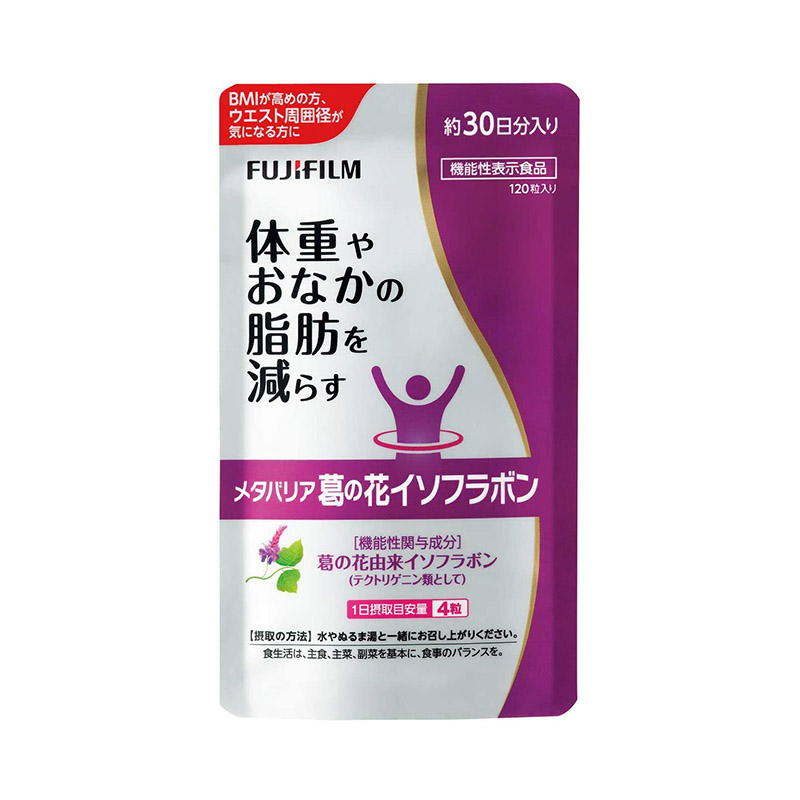 BMIが高めの方、
ウエスト周囲径が
気になる方に
約30日分入り
FUJIFILM
機能性表示食品
120粒入り
体重や
おなかの
脂肪を
減らす
メタバリア葛の花イソフラボン
[機能性関与成分]
葛の花由来イソフラボン
(テクトリゲニン類として)
1日摂取目安量 4粒
【摂取の方法】水やぬるま湯と一緒にお召し上がりください。
食生活は、主食、主菜、副菜を基本に、食事のバランスを。